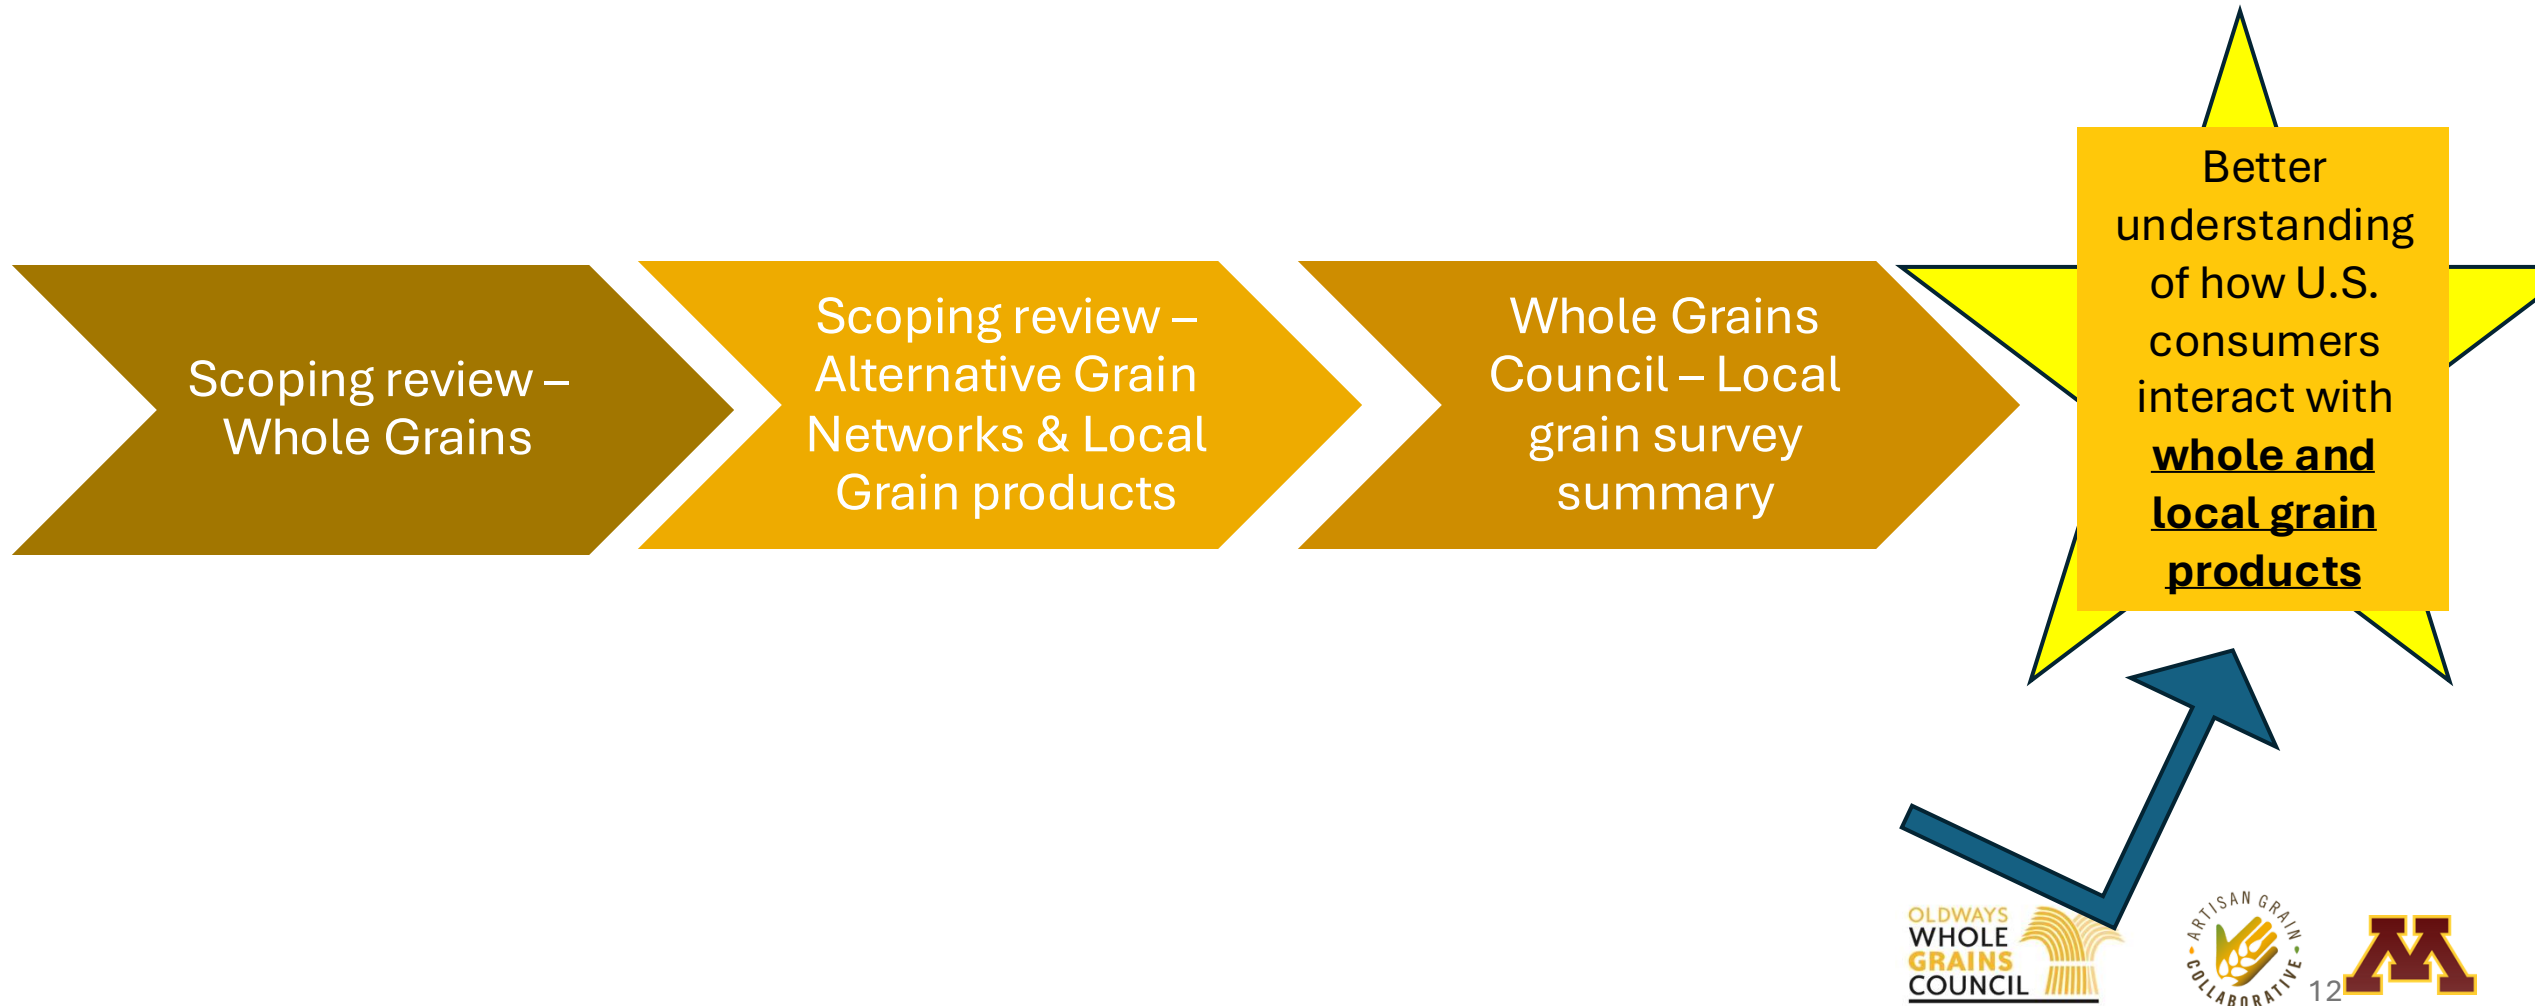 Scoping review –
Whole Grains
Scoping review –
Alternative Grain
Networks & Local
Grain products
Whole Grains
Council – Local
grain survey
summary
Better
understanding
of how U.S.
consumers
interact with
whole and
local grain
products
OLDWAYS
WHOLE
GRAINS
COUNCIL
ARTISAN GRAIN
COLLABORATIVE
12
M